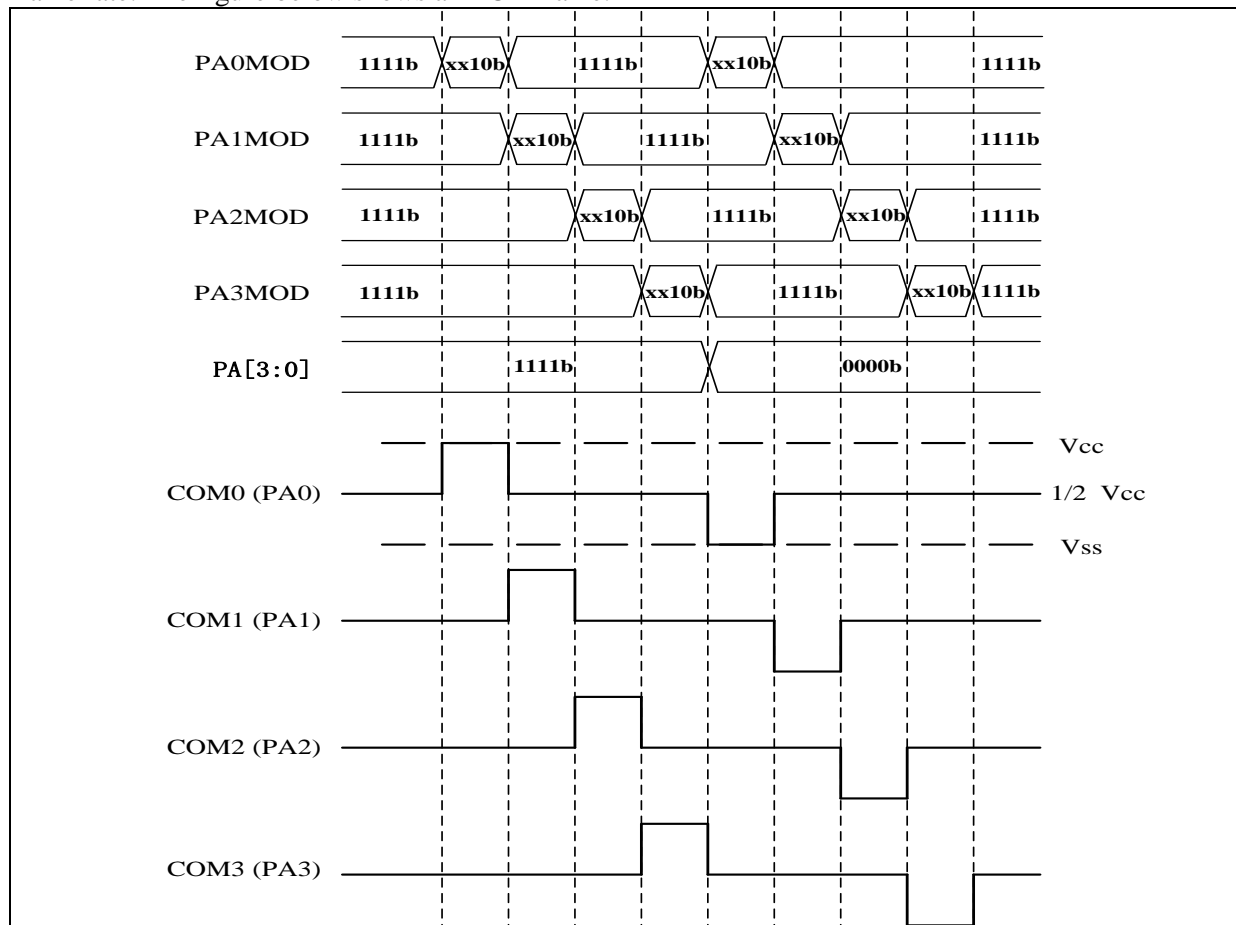 PA0MOD 1111b xx10b 1111b xx10b 1111b
PA1MOD 1111b xx10b 1111b xx10b 1111b
PA2MOD 1111b xx10b 1111b xx10b 1111b
PA3MOD 1111b xx10b 1111b xx10b 1111b
PA[3:0] 1111b 0000b
Vcc
COM0 (PA0) 1/2 Vcc
Vss
COM1 (PA1)
COM2 (PA2)
COM3 (PA3)